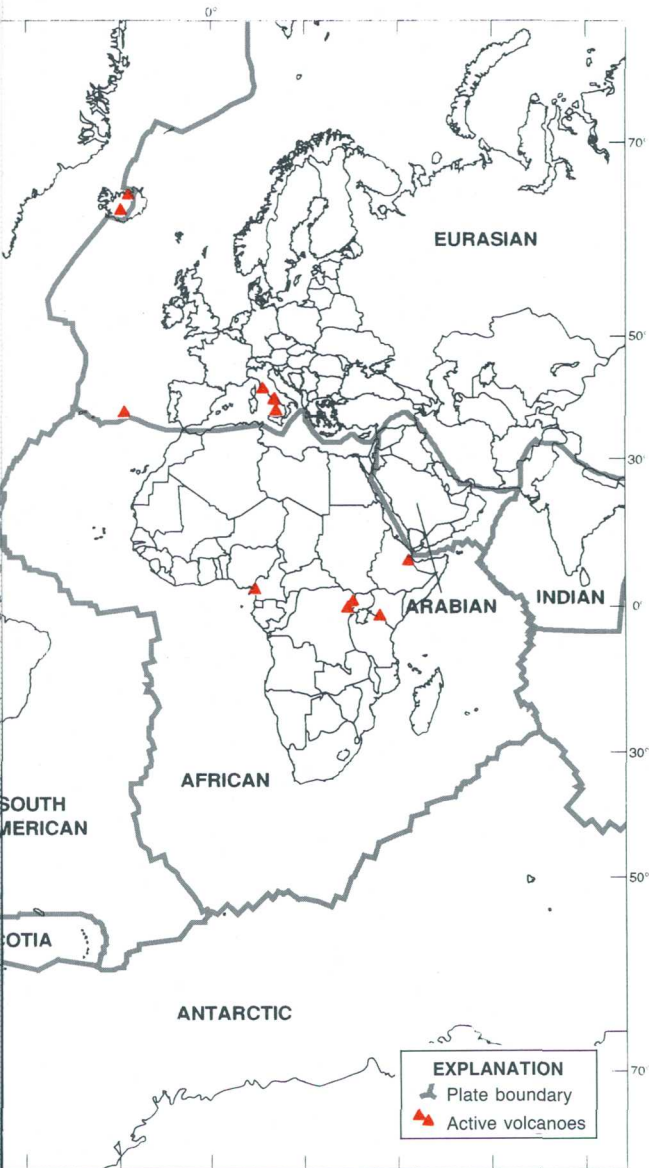 0°
70°
EURASIAN
50°
30°
INDIAN
ARABIAN
0°
30°
AFRICAN
SOUTH
MERICAN
50°
COTIA
ANTARCTIC
EXPLANATION
Plate boundary
Active volcanoes
70°